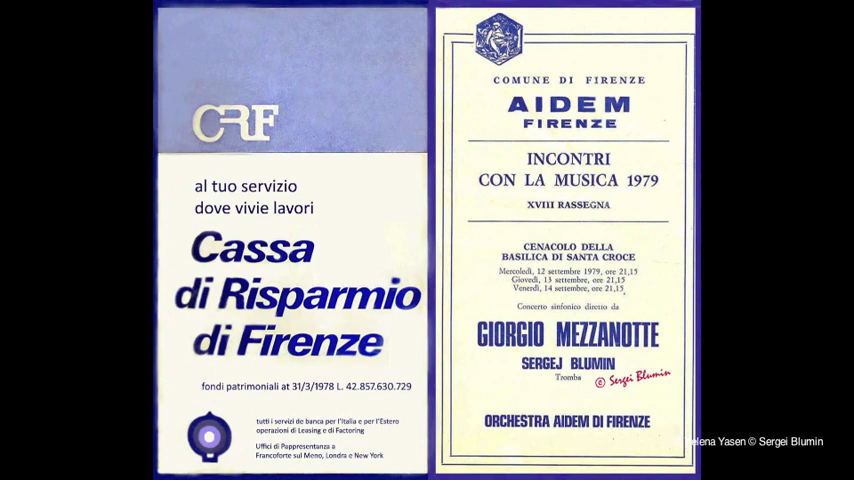 CRF
al tuo servizio
dove vivie lavori
Cassa
di Risparmio
di Firenze
fondi patrimoniali at 31/3/1978 L. 42.857.630.729
tutti i servizi de banca per l'Italia e per l'Estero
operazioni di Leasing e di Factoring
Uffici di Pappresentanza a
Francoforte sul Meno, Londra e New York
COMUNE DI FIRENZE
AIDEM
FIRENZE
INCONTRI
CON LA MUSICA 1979
XVIII RASSEGNA
CENACOLO DELLA
BASILICA DI SANTA CROCE
Mercoledì, 12 settembre 1979, ore 21,15
Giovedì, 13 settembre, ore 21,15
Venerdì, 14 settembre, ore 21,15
Concerto sinfonico diretto da
GIORGIO MEZZANOTTE
SERGEJ BLUMIN
Tromba
© Sergei Blumin
ORCHESTRA AIDEM DI FIRENZE
Yasen © Sergei Blumin